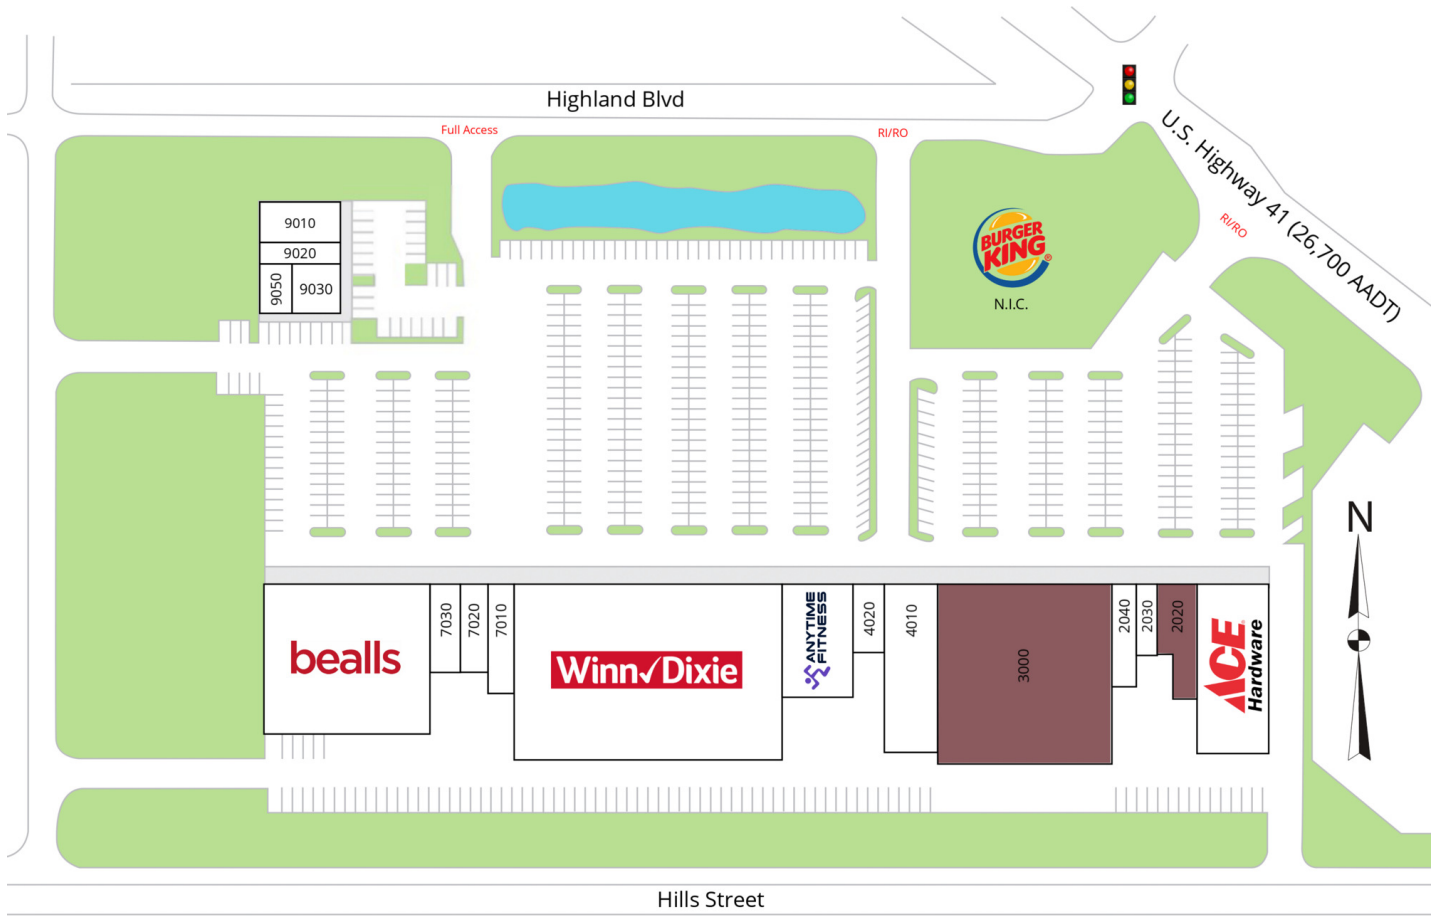 Highland Blvd
Full Access
RI/RO
U.S. Highway 41 (26,700 AADT)
RI/RO
9010
9020
9050
9030
BURGER
KING
®
N.I.C.
N
bealls
7030
7020
7010
Winn✓Dixie
ANYTIME
FITNESS
4020
4010
3000
2040
2030
2020
ACE
Hardware
Hills Street